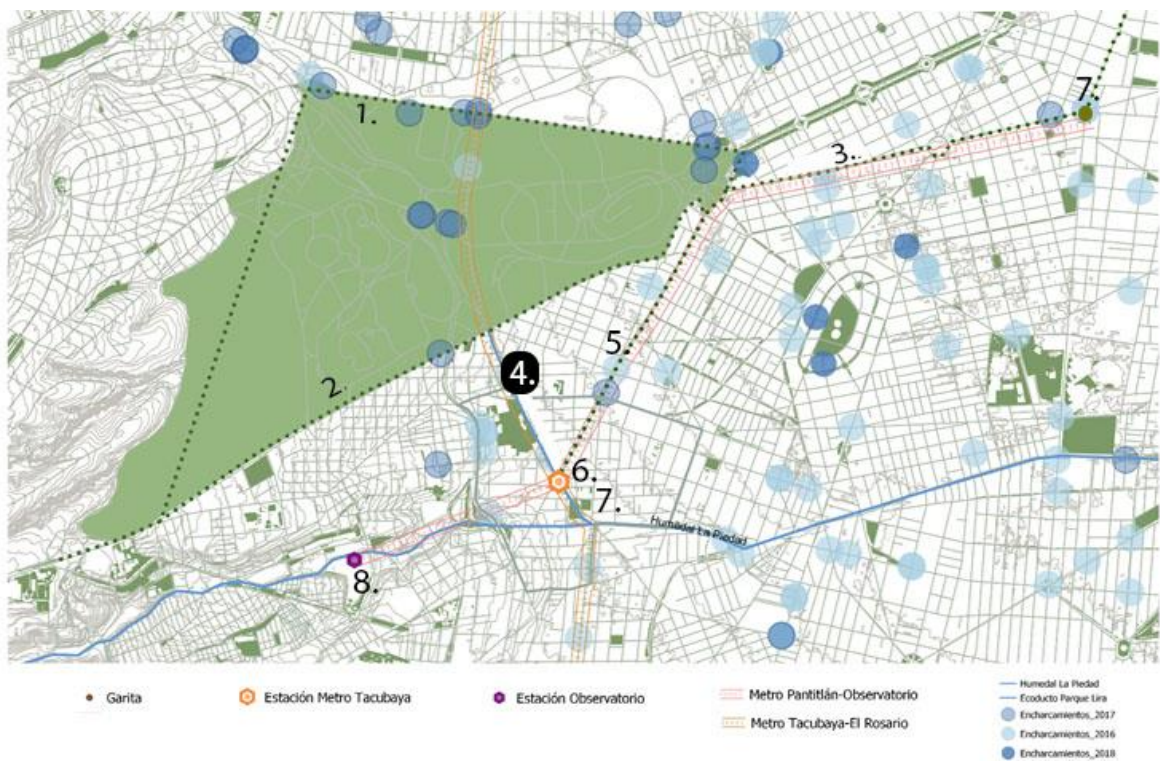 7.
1.
3.
5.
4.
2.
6.
7.
Humedal La Piedad
8.
Garita
Estación Metro Tacubaya
Estación Observatorio
Metro Pantitlán-Observatorio
Metro Tacubaya-El Rosario
Humedal La Piedad
Ecoducto Parque Lira
Encharcamientos_2017
Encharcamientos_2016
Encharcamientos_2018